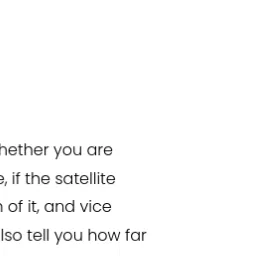 hether you are
, if the satellite
of it, and vice
lso tell you how far